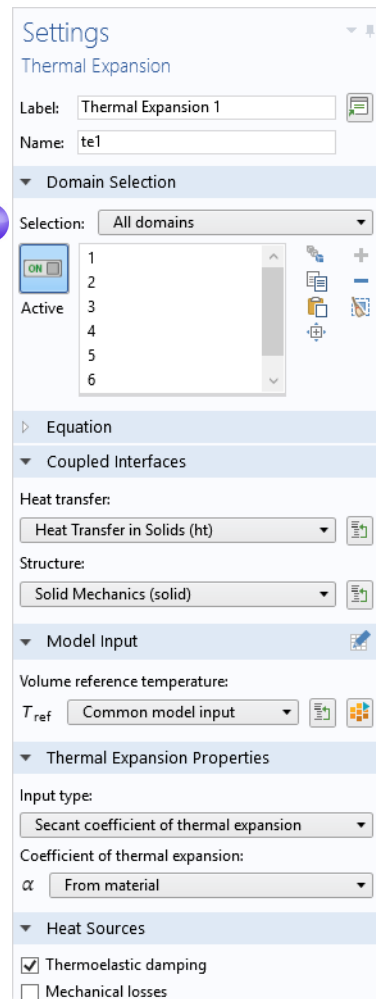 Settings
Thermal Expansion
Label: Thermal Expansion 1
Name: te1
Domain Selection
Selection: All domains
ON
Active
1
2
3
4
5
6
Equation
Coupled Interfaces
Heat transfer:
Heat Transfer in Solids (ht)
Structure:
Solid Mechanics (solid)
Model Input
Volume reference temperature:
T_ref Common model input
Thermal Expansion Properties
Input type:
Secant coefficient of thermal expansion
Coefficient of thermal expansion:
α From material
Heat Sources
Thermoelastic damping
Mechanical losses